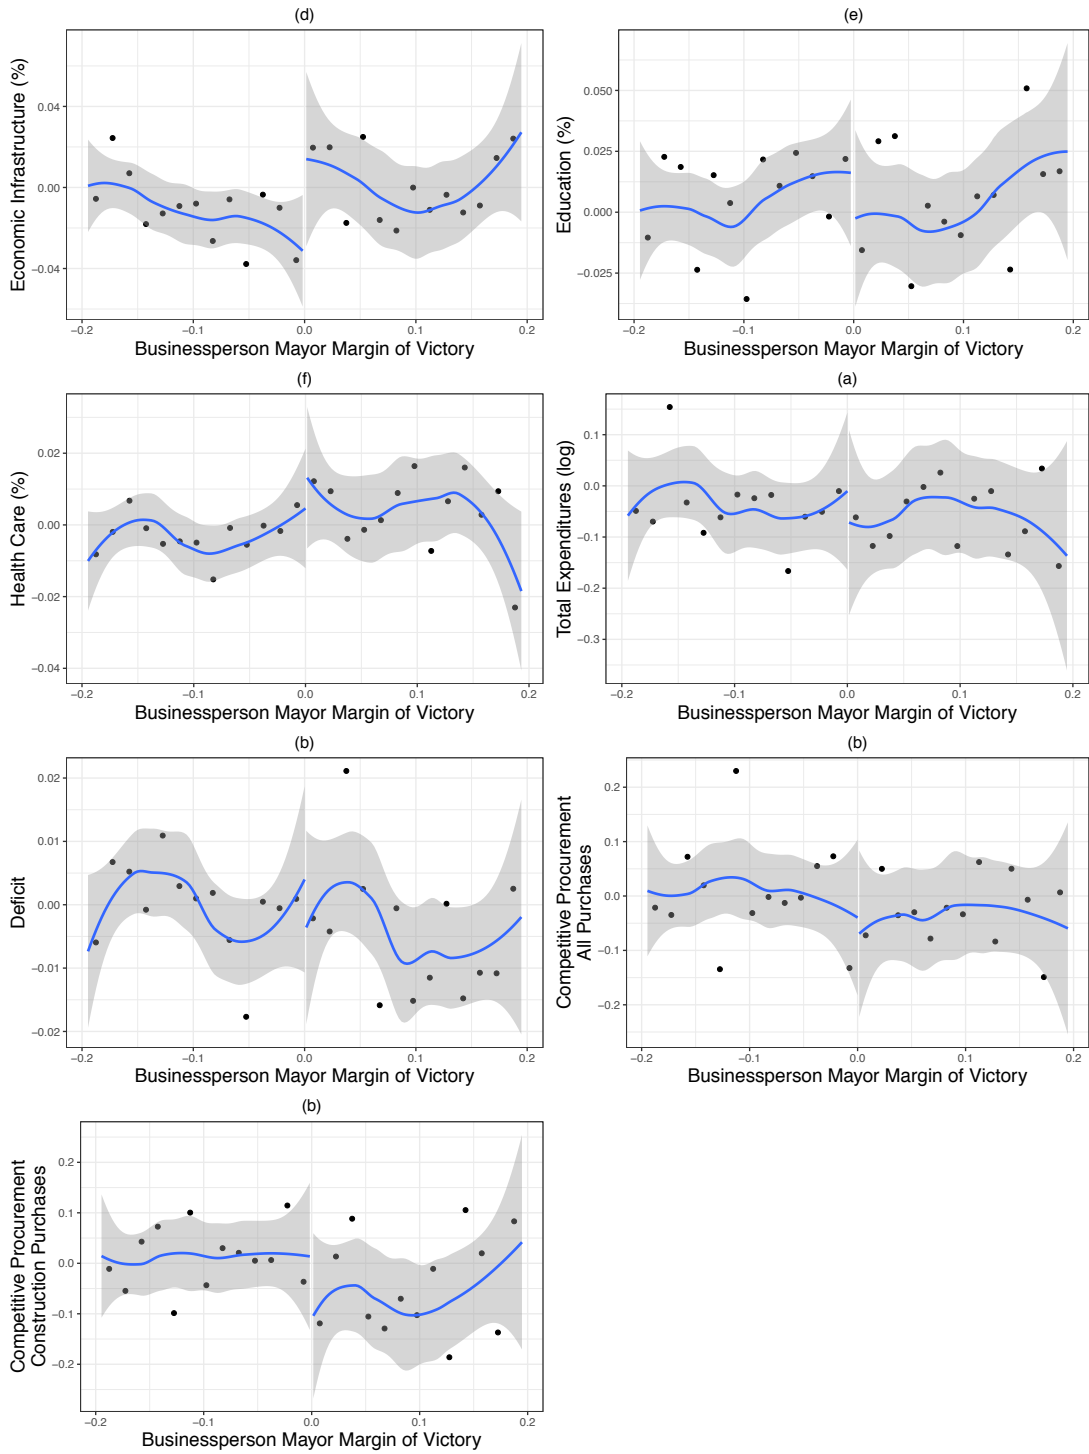 (d)
Economic Infrastructure (%)
0.04
0.00
−0.04
−0.2
−0.1
0.0
0.1
0.2
Businessperson Mayor Margin of Victory
(e)
Education (%)
0.050
0.025
0.000
−0.025
−0.2
−0.1
0.0
0.1
0.2
Businessperson Mayor Margin of Victory
(f)
Health Care (%)
0.02
0.00
−0.02
−0.04
−0.2
−0.1
0.0
0.1
0.2
Businessperson Mayor Margin of Victory
(a)
Total Expenditures (log)
0.1
0.0
−0.1
−0.2
−0.3
−0.2
−0.1
0.0
0.1
0.2
Businessperson Mayor Margin of Victory
(b)
Deficit
0.02
0.01
0.00
−0.01
−0.02
−0.2
−0.1
0.0
0.1
0.2
Businessperson Mayor Margin of Victory
(b)
Competitive Procurement
All Purchases
0.2
0.1
0.0
−0.1
−0.2
−0.2
−0.1
0.0
0.1
0.2
Businessperson Mayor Margin of Victory
(b)
Competitive Procurement
Construction Purchases
0.2
0.1
0.0
−0.1
−0.2
−0.2
−0.1
0.0
0.1
0.2
Businessperson Mayor Margin of Victory